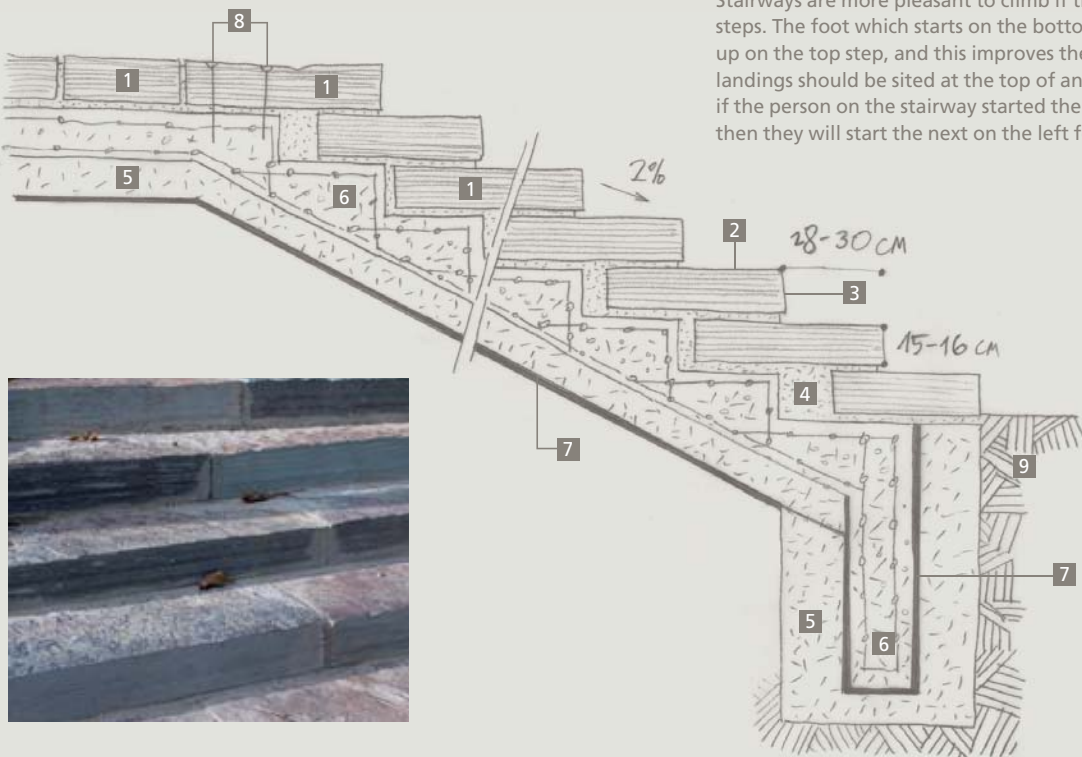 Stairways are more pleasant to climb if
steps. The foot which starts on the
up on the top step, and this improves the
landings should be sited at the top of
if the person on the stairway started the
then they will start the next on the left
8
1
1
5
6
1
2%
2
28-30 CM
3
15-16 CM
4
7
9
7
5
6